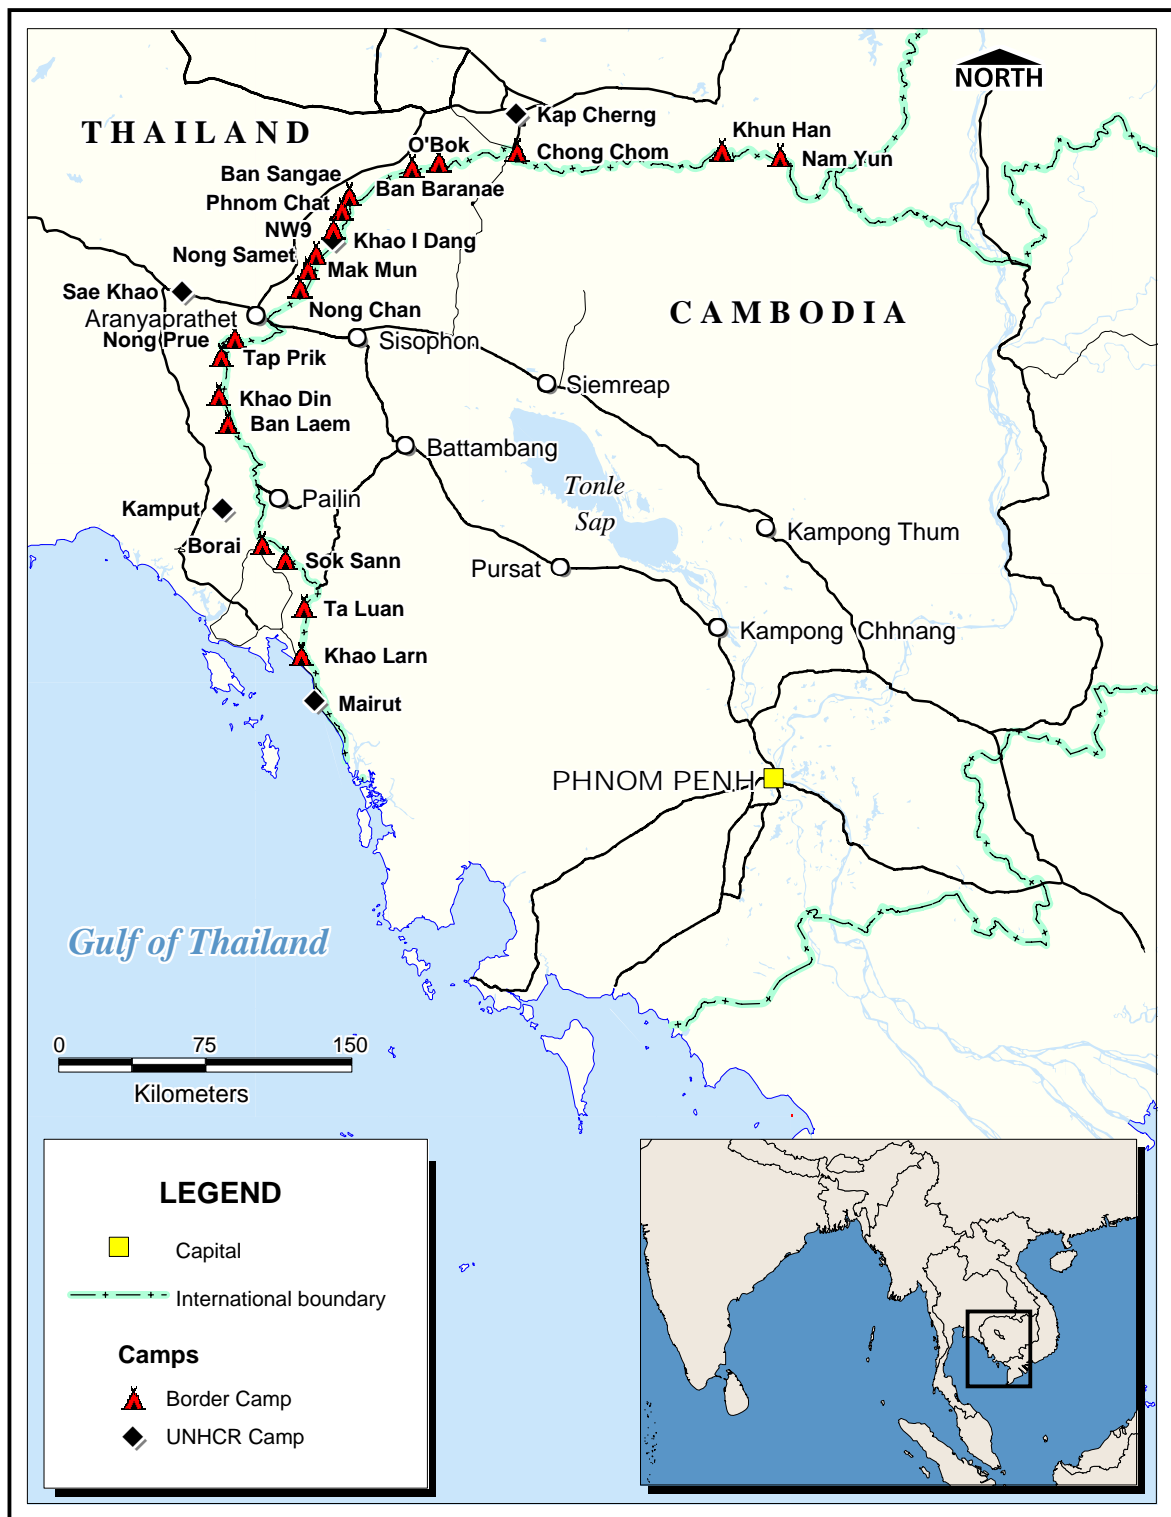 NORTH
THAILAND
Kap Cherng
Khun Han
O'Bok
Chong Chom
Nam Yun
Ban Sangae
Ban Baranae
Phnom Chat
NW9
Khao I Dang
Nong Samet
Mak Mun
Sae Khao
Nong Chan
CAMBODIA
Aranyaprathet
Nong Prue
Sisophon
Tap Prik
Siemreap
Khao Din
Ban Laem
Battambang
Tonle
Sap
Pailin
Kamput
Kampong Thum
Borai
Sok Sann
Pursat
Ta Luan
Kampong Chhnang
Khao Larn
Mairut
PHNOM PENH
Gulf of Thailand
0 75 150
Kilometers
LEGEND
Capital
International boundary
Camps
Border Camp
UNHCR Camp